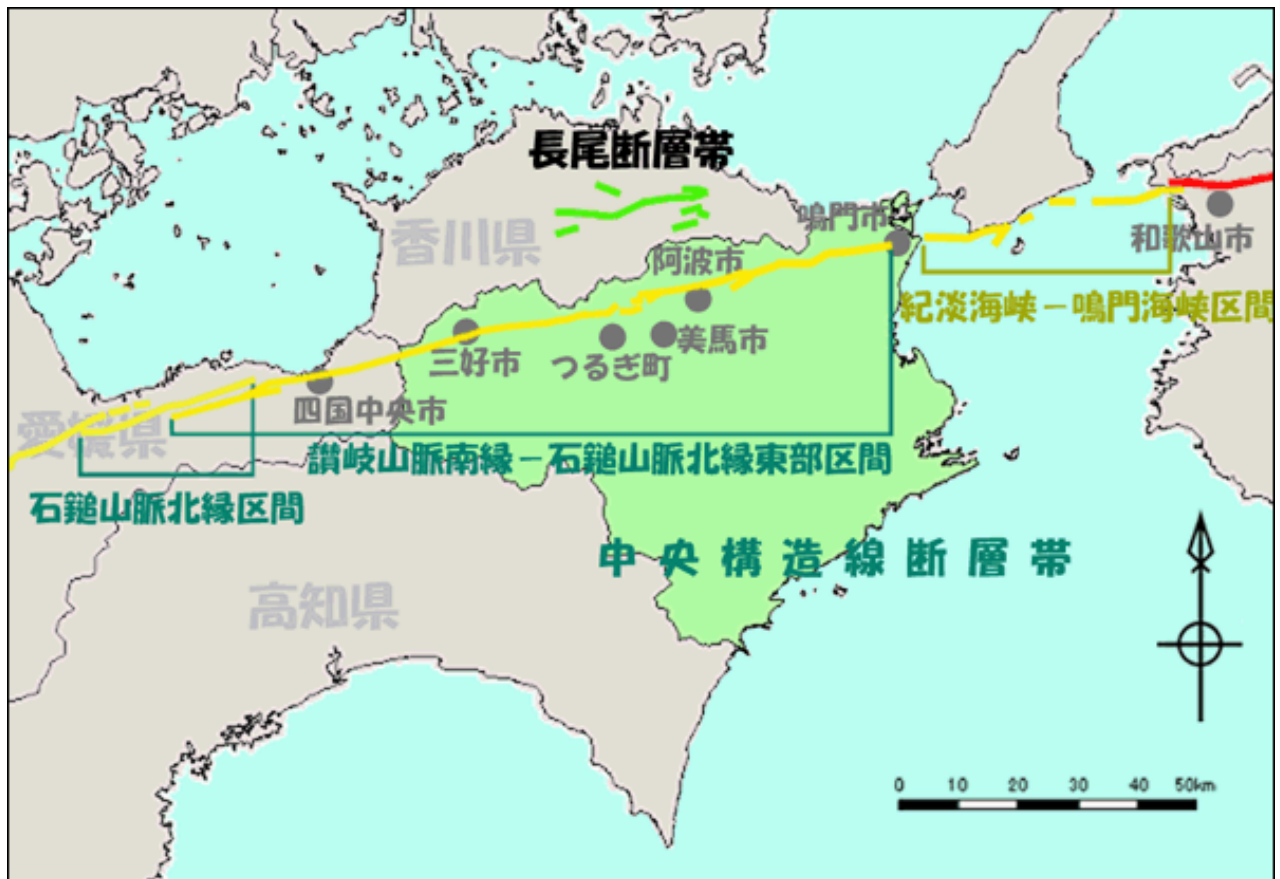 長尾断層帯
香川県
鳴門市
和歌山市
阿波市
紀淡海峡－鳴門海峡区間
三好市
つるぎ町
美馬市
四国中央市
愛媛県
讃岐山脈南縁－石鎚山脈北縁東部区間
石鎚山脈北縁区間
中央構造線断層帯
高知県
0 10 20 30 40 50km